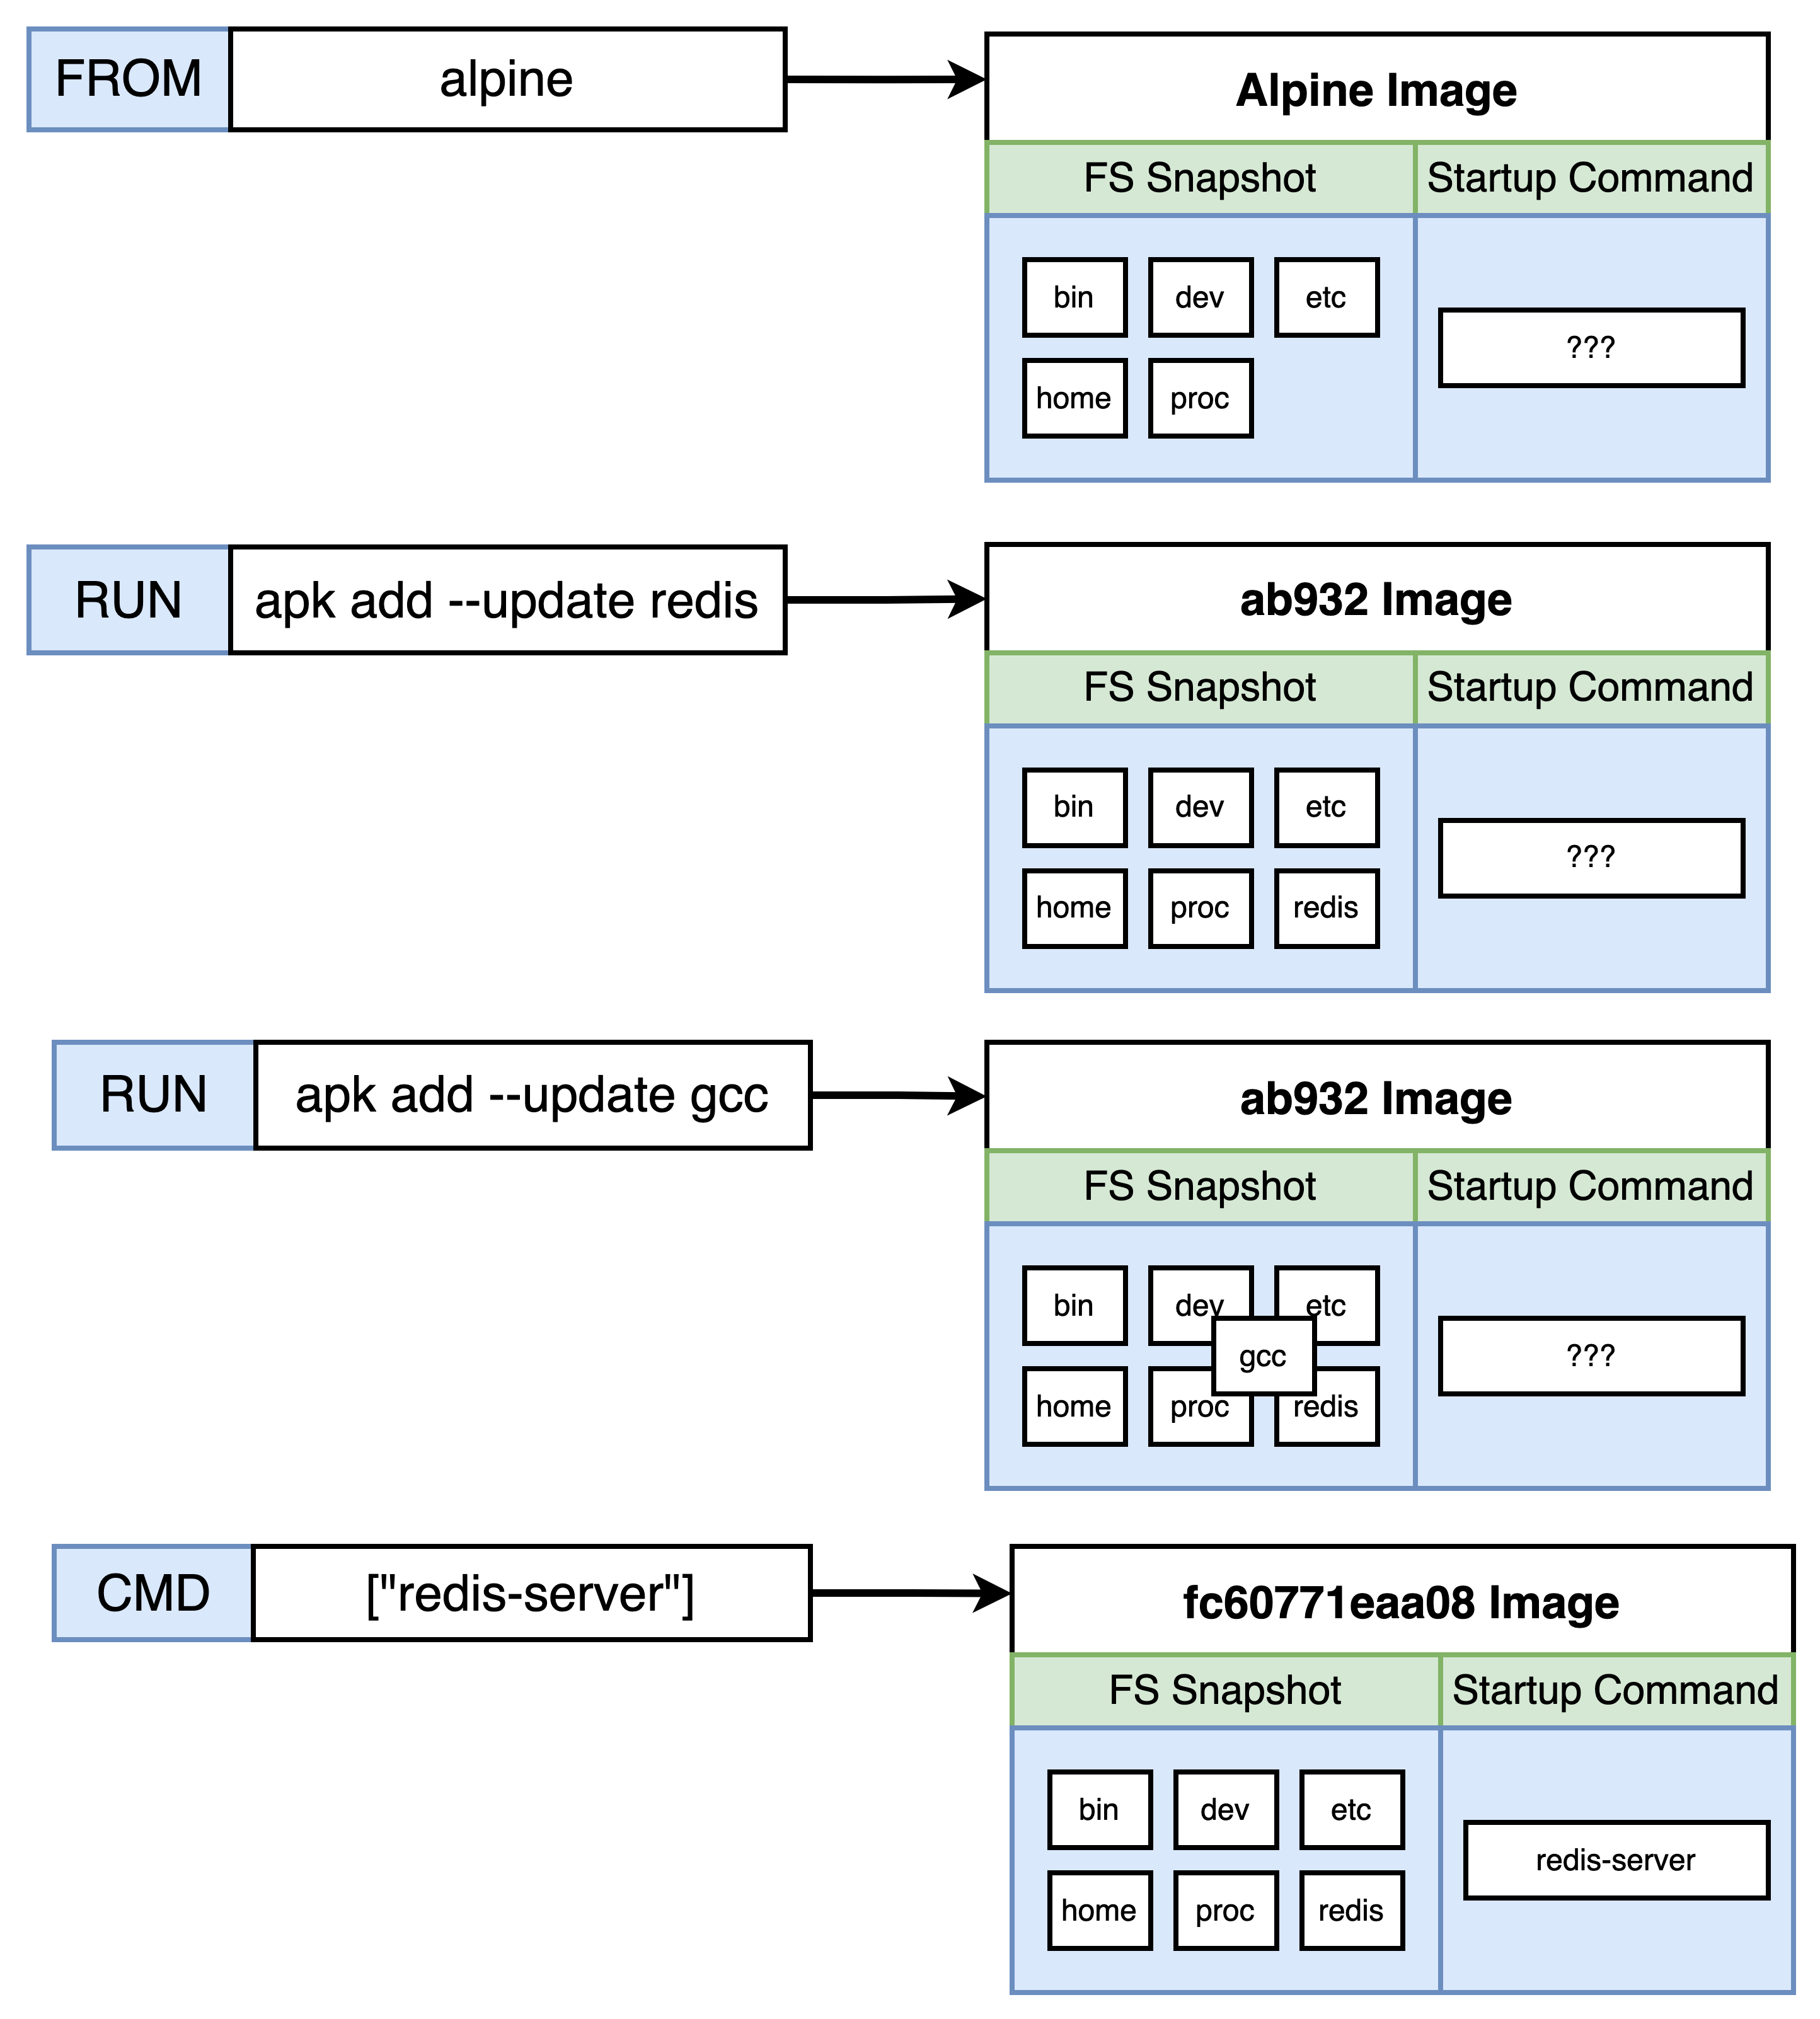 FROM
alpine
Alpine Image
FS Snapshot
Startup Command
bin
dev
etc
???
home
proc
RUN
apk add --update redis
ab932 Image
FS Snapshot
Startup Command
bin
dev
etc
???
home
proc
redis
RUN
apk add --update gcc
ab932 Image
FS Snapshot
Startup Command
bin
dev
etc
gcc
???
home
proc
redis
CMD
["redis-server"]
fc60771eaa08 Image
FS Snapshot
Startup Command
bin
dev
etc
redis-server
home
proc
redis